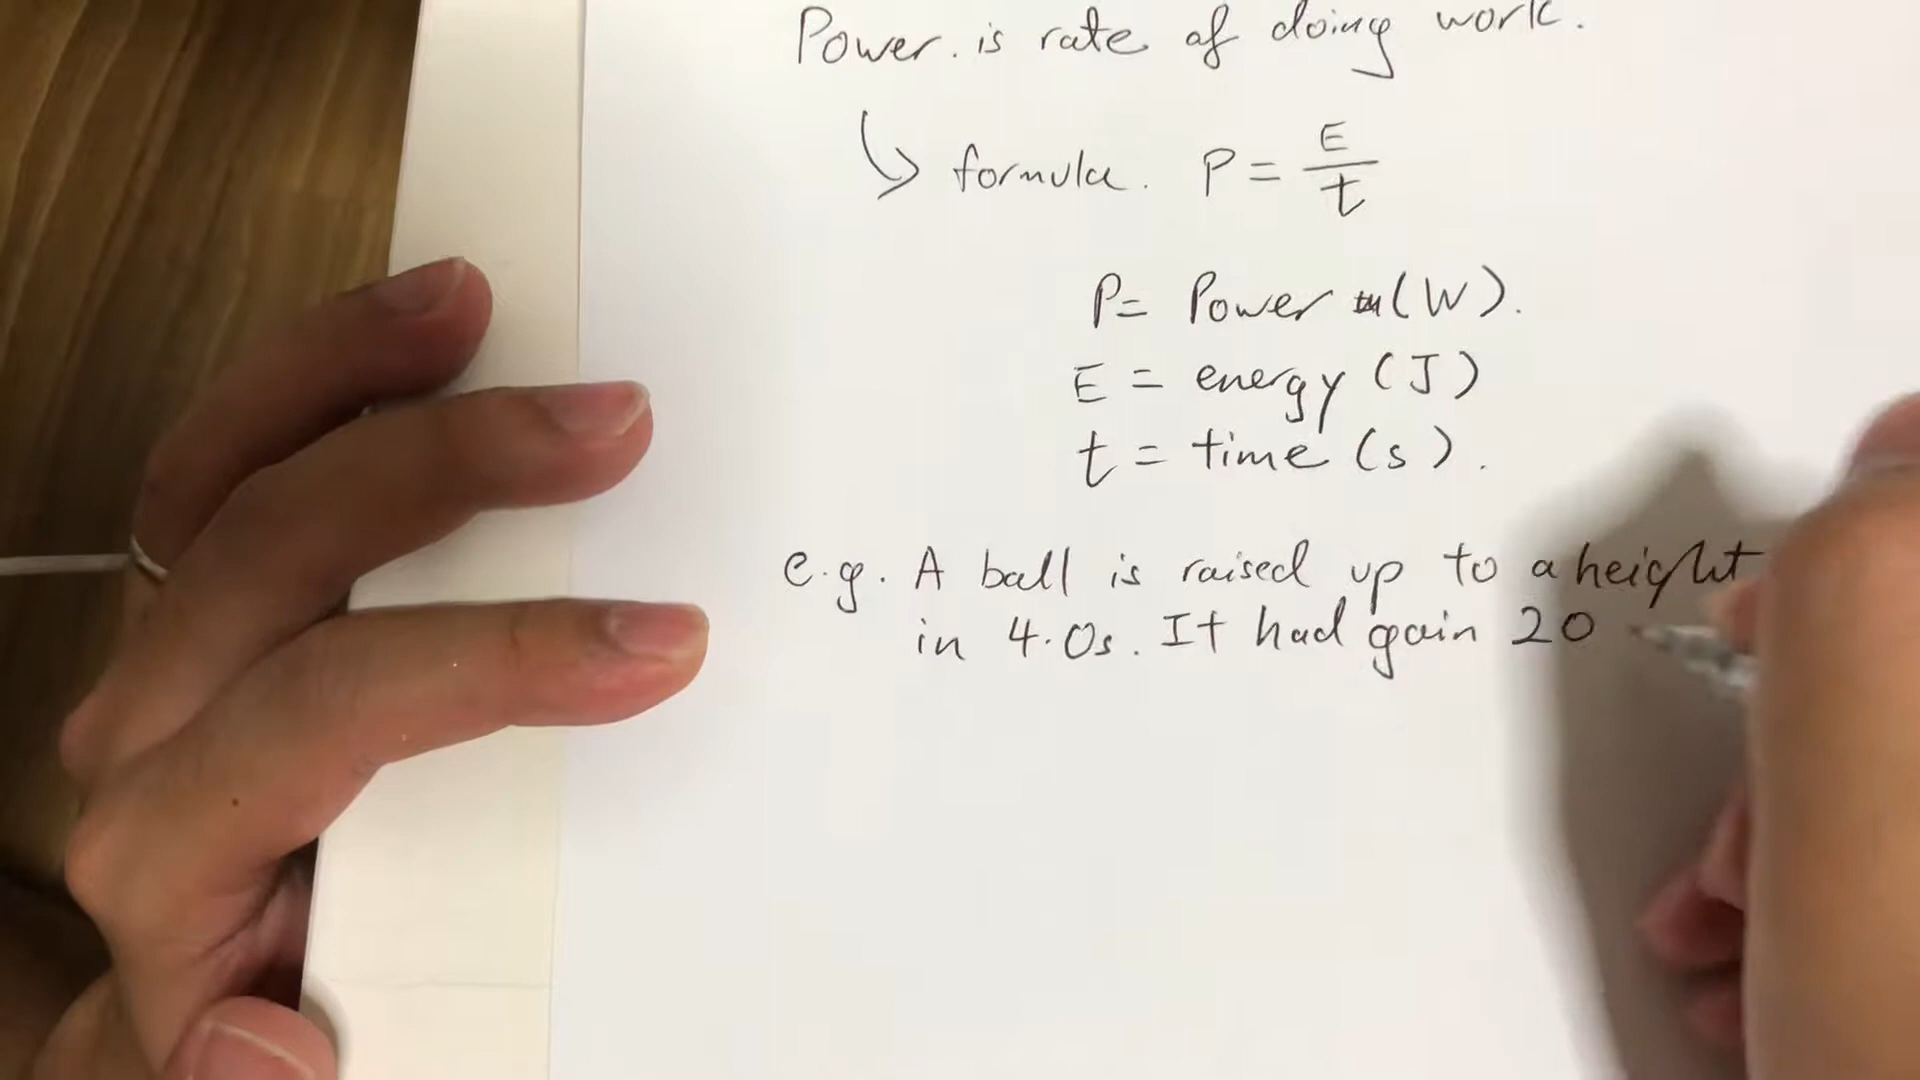 Power. is rate of doing work.
formula. P = E/t
P = Power (W).
E = energy (J)
t = time (s).
e.g. A ball is raised up to a height
in 4.0s. It had gain 20